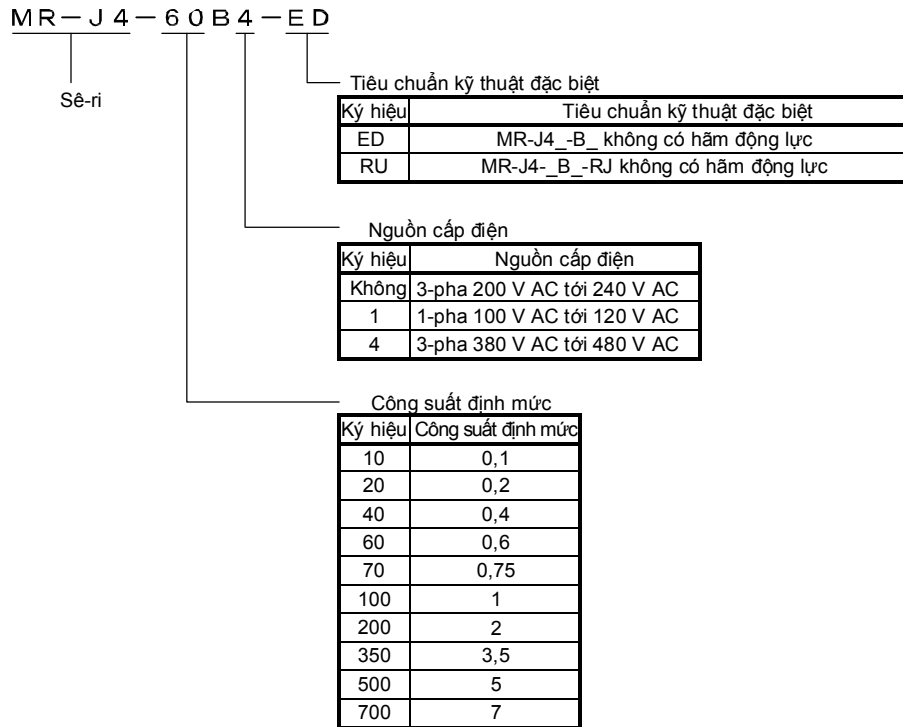 MR-J4-60B4-ED
Sê-ri
Tiêu chuẩn kỹ thuật đặc biệt
Ký hiệu Tiêu chuẩn kỹ thuật đặc biệt
ED MR-J4_-B_ không có hãm động lực
RU MR-J4-_B_-RJ không có hãm động lực
Nguồn cấp điện
Ký hiệu Nguồn cấp điện
Không 3-pha 200 V AC tới 240 V AC
1 1-pha 100 V AC tới 120 V AC
4 3-pha 380 V AC tới 480 V AC
Công suất định mức
Ký hiệu Công suất định mức
10 0,1
20 0,2
40 0,4
60 0,6
70 0,75
100 1
200 2
350 3,5
500 5
700 7